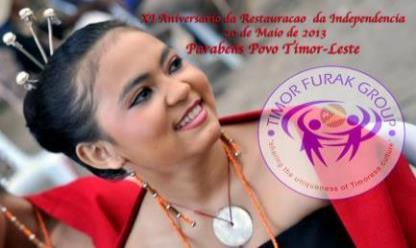 XI Aniversario da Restauracao da Independencia
20 de Maio de 2013
Parabens Povo Timor-Leste
TIMOR FURAK GROUP
"sharing the uniqueness of Timorese culture"